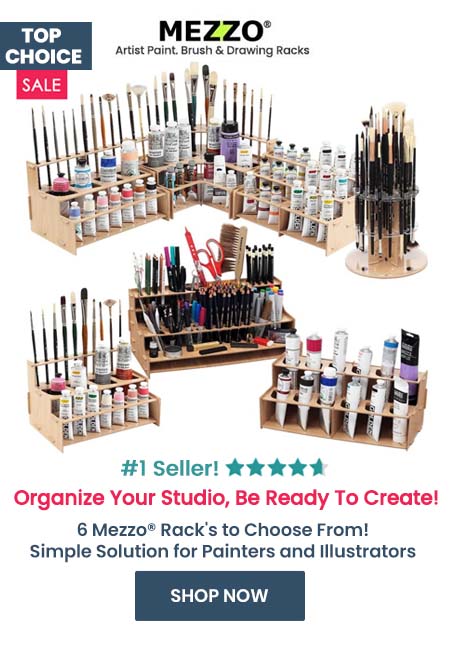 TOP
CHOICE
SALE
MEZZO®
Artist Paint, Brush & Drawing Racks
#1 Seller!
Organize Your Studio, Be Ready To Create!
6 Mezzo® Rack's to Choose From!
Simple Solution for Painters and Illustrators
SHOP NOW